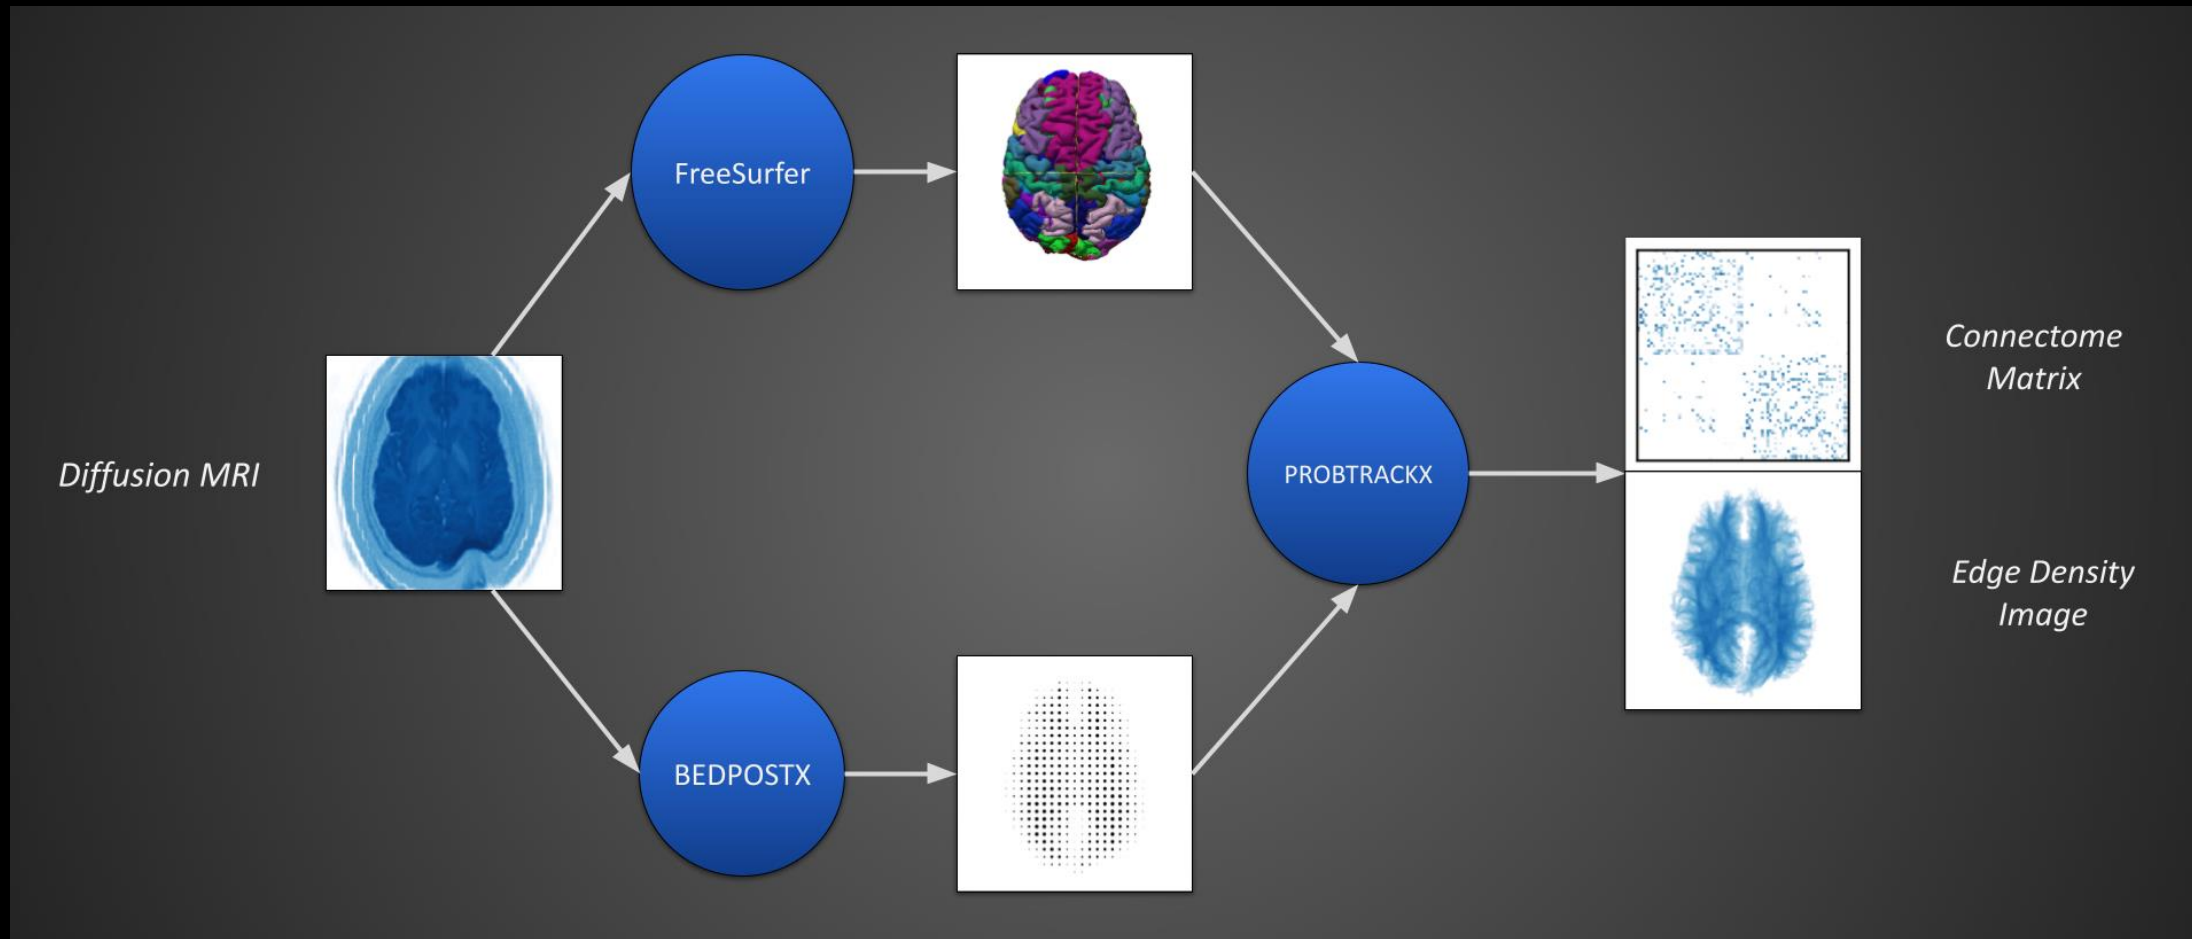 Diffusion MRI
FreeSurfer
BEDPOSTX
PROBTRACKX
Connectome
Matrix
Edge Density
Image